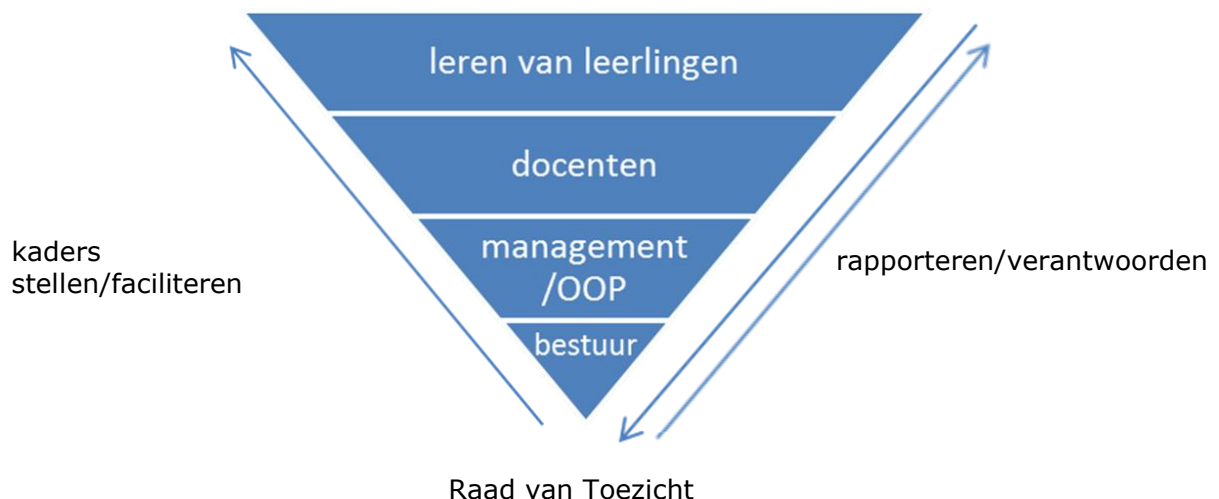 leren van leerlingen
docenten
management
/OOP
bestuur
kaders
stellen/faciliteren
rapporteren/verantwoorden
Raad van Toezicht